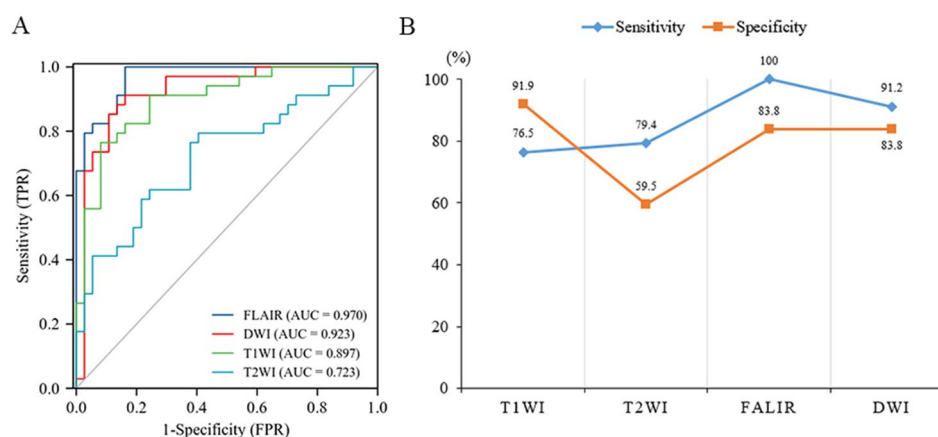 A
1.0
0.8
0.6
0.4
0.2
0.0
Sensitivity (TPR)
FLAIR (AUC = 0.970)
DWI (AUC = 0.923)
T1WI (AUC = 0.897)
T2WI (AUC = 0.723)
0.0 0.2 0.4 0.6 0.8 1.0
1-Specificity (FPR)
B
Sensitivity Specificity
(%)
100
80
60
40
20
0
91.9
76.5
79.4
59.5
100
83.8
91.2
83.8
T1WI T2WI FALIR DWI